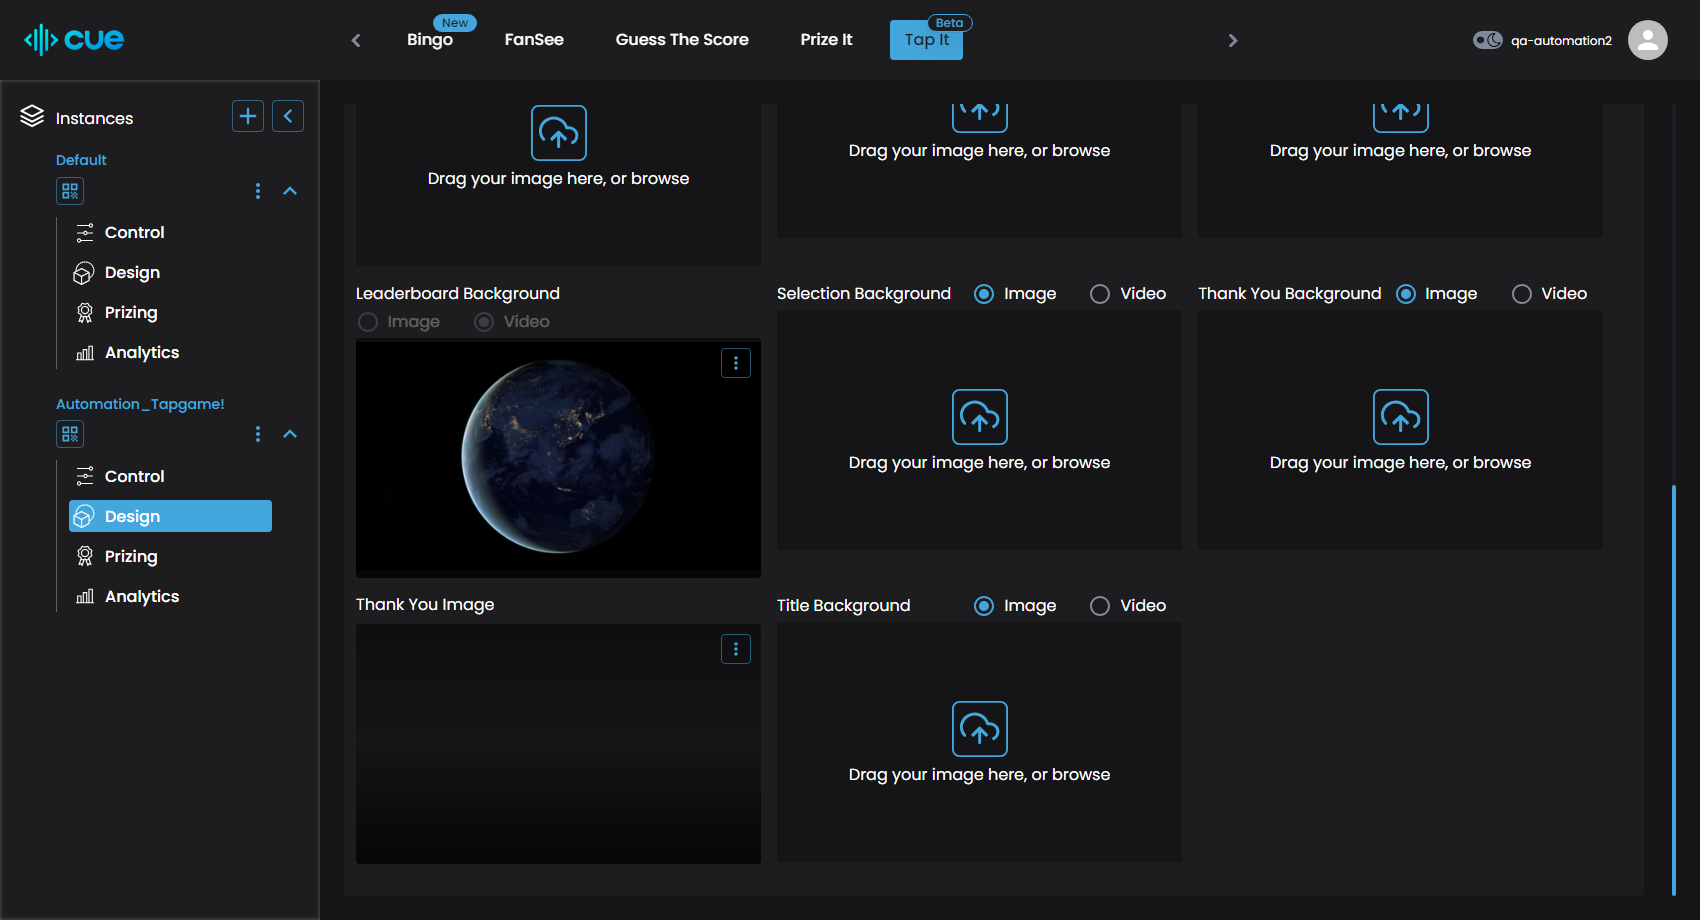 cue
Bingo
New
FanSee
Guess The Score
Prize It
Tap It
Beta
qa-automation2
Instances
Default
Control
Design
Prizing
Analytics
Automation_Tapgame!
Control
Design
Prizing
Analytics
Drag your image here, or browse
Drag your image here, or browse
Drag your image here, or browse
Leaderboard Background
Image Video
Selection Background Image Video
Drag your image here, or browse
Thank You Background Image Video
Drag your image here, or browse
Thank You Image
Title Background Image Video
Drag your image here, or browse